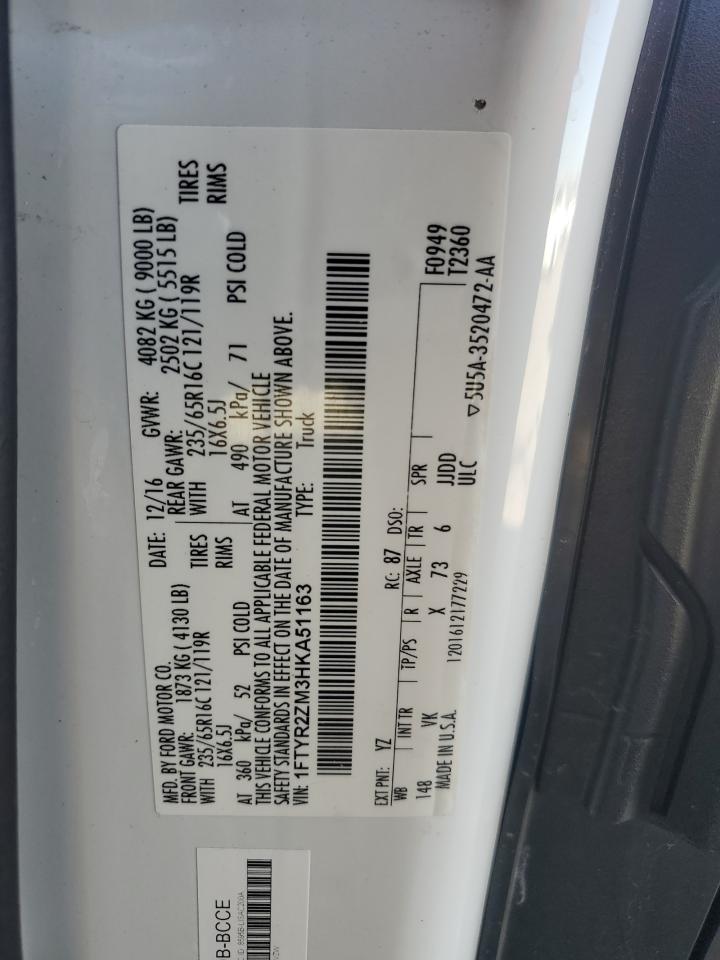 MFD. BY FORD MOTOR CO.
DATE: 12/16
GVWR: 4082 KG ( 9000 LB)
FRONT GAWR: 1873 KG ( 4130 LB)
REAR GAWR: 2502 KG ( 5515 LB)
WITH 235/65R16C 121/119R TIRES
WITH 235/65R16C 121/119R TIRES
16X6.5J RIMS
16X6.5J RIMS
AT 360 kPa/ 52 PSI COLD
AT 490 kPa/ 71 PSI COLD
THIS VEHICLE CONFORMS TO ALL APPLICABLE FEDERAL MOTOR VEHICLE
SAFETY STANDARDS IN EFFECT ON THE DATE OF MANUFACTURE SHOWN ABOVE.
VIN: 1FTYR2ZM3HKA51163
TYPE: Truck
EXT PNT: YZ RC: 87 DSO: F0949
WB INT TR TP/PS R AXLE TR SPR T2360
148 VK X 73 6 JJDD
MADE IN U.S.A. 1201612177229 ULC ▽5U5A-3520472-AA
B-BCCE